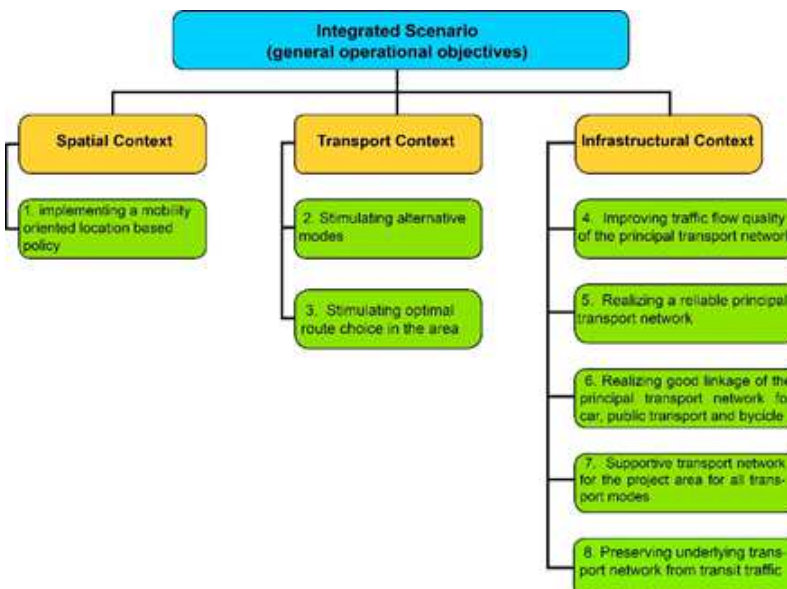 Integrated Scenario
(general operational objectives)
Spatial Context
Transport Context
Infrastructural Context
1. implementing a mobility
oriented location based
policy
2. Stimulating alternative
modes
3. Stimulating optimal
route choice in the area
4. Improving traffic flow quality
of the principal transport network
5. Realizing a reliable principal
transport network
6. Realizing good linkage of the
principal transport network fo
car, public transport and bycicle
7. Supportive transport network
for the project area for all trans-
port modes
8. Preserving underlying trans-
port network from transit traffic